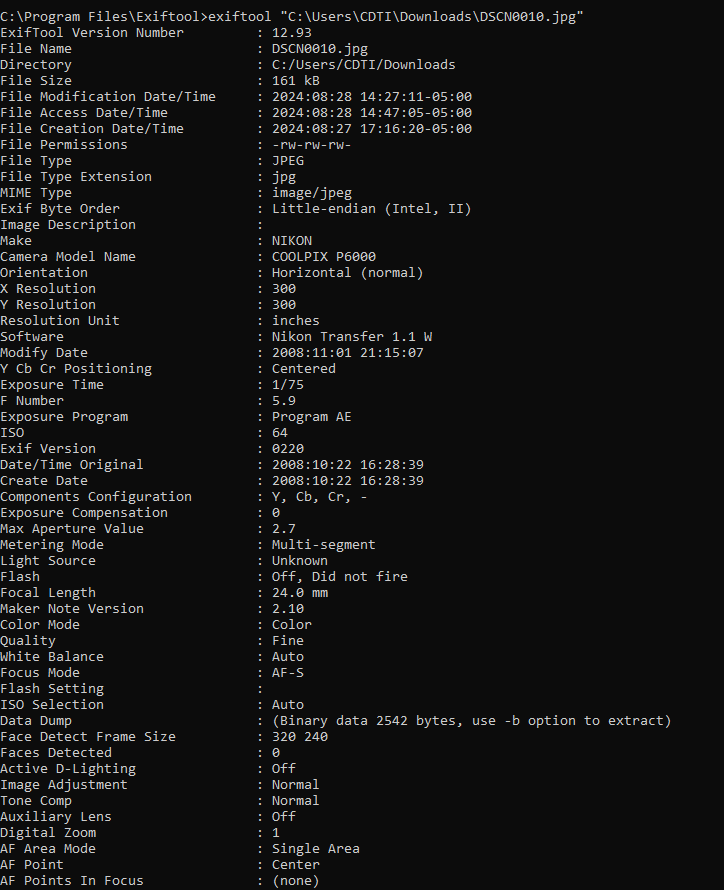 C:\Program Files\Exiftool>exiftool "C:\Users\CDTI\Downloads\DSCN0010.jpg"
ExifTool Version Number : 12.93
File Name : DSCN0010.jpg
Directory : C:/Users/CDTI/Downloads
File Size : 161 kB
File Modification Date/Time : 2024:08:28 14:27:11-05:00
File Access Date/Time : 2024:08:28 14:47:05-05:00
File Creation Date/Time : 2024:08:27 17:16:20-05:00
File Permissions : -rw-rw-rw-
File Type : JPEG
File Type Extension : jpg
MIME Type : image/jpeg
Exif Byte Order : Little-endian (Intel, II)
Image Description :
Make : NIKON
Camera Model Name : COOLPIX P6000
Orientation : Horizontal (normal)
X Resolution : 300
Y Resolution : 300
Resolution Unit : inches
Software : Nikon Transfer 1.1 W
Modify Date : 2008:11:01 21:15:07
Y Cb Cr Positioning : Centered
Exposure Time : 1/75
F Number : 5.9
Exposure Program : Program AE
ISO : 64
Exif Version : 0220
Date/Time Original : 2008:10:22 16:28:39
Create Date : 2008:10:22 16:28:39
Components Configuration : Y, Cb, Cr, -
Exposure Compensation : 0
Max Aperture Value : 2.7
Metering Mode : Multi-segment
Light Source : Unknown
Flash : Off, Did not fire
Focal Length : 24.0 mm
Maker Note Version : 2.10
Color Mode : Color
Quality : Fine
White Balance : Auto
Focus Mode : AF-S
Flash Setting :
ISO Selection : Auto
Data Dump : (Binary data 2542 bytes, use -b option to extract)
Face Detect Frame Size : 320 240
Faces Detected : 0
Active D-Lighting : Off
Image Adjustment : Normal
Tone Comp : Normal
Auxiliary Lens : Off
Digital Zoom : 1
AF Area Mode : Single Area
AF Point : Center
AF Points In Focus : (none)